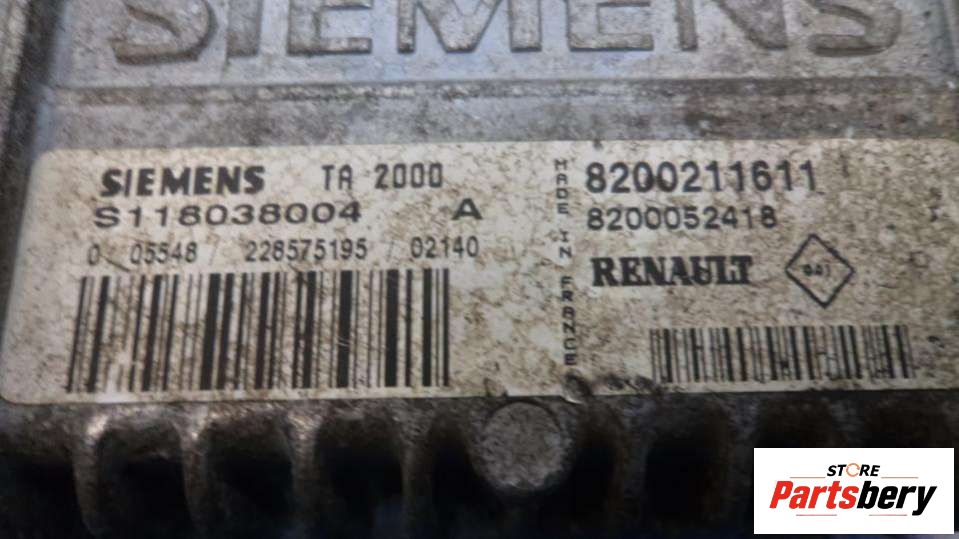 SIEMENS
SIEMENS TA 2000
S118038004 A
0 05548 / 228575195 / 02140
MADE IN FRANCE
8200211611
8200052418
RENAULT
STORE
Partsbery